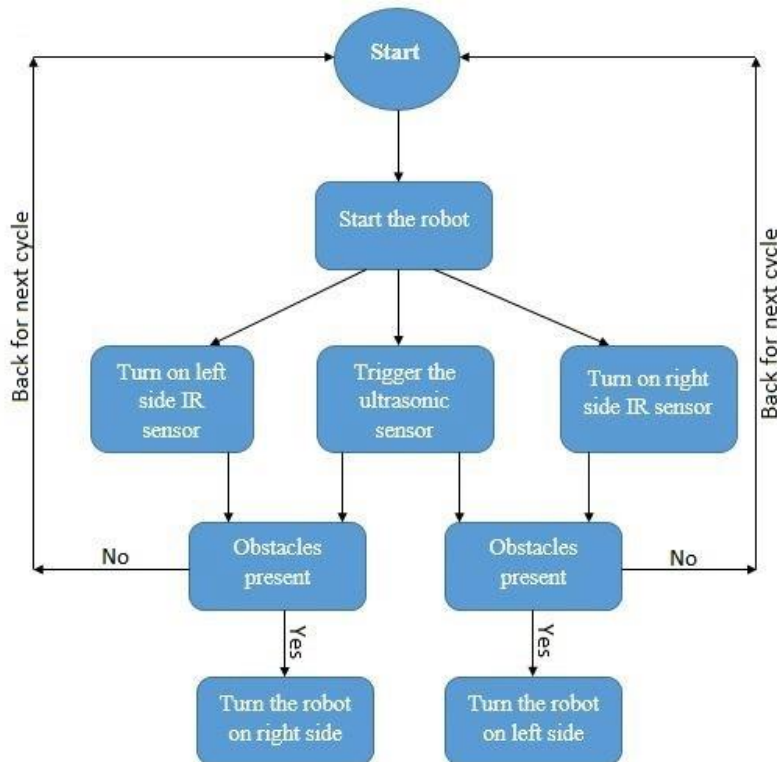 Start
Start the robot
Turn on left
side IR
sensor
Trigger the
ultrasonic
sensor
Turn on right
side IR sensor
Back for next cycle
Back for next cycle
No
Obstacles
present
Obstacles
present
No
Yes
Yes
Turn the robot
on right side
Turn the robot
on left side